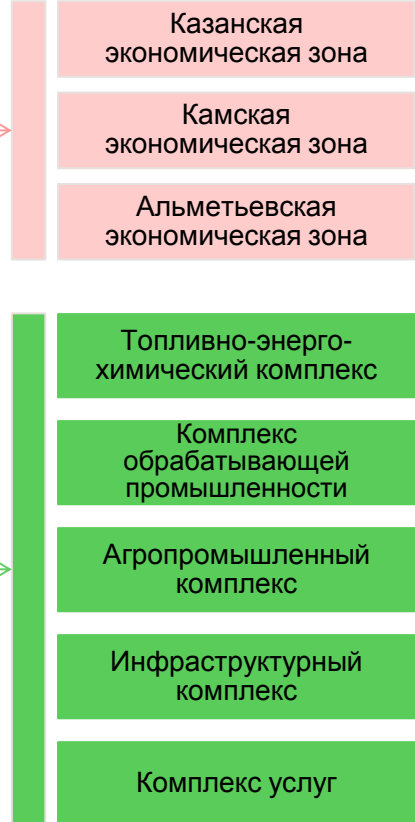 Казанская
экономическая зона
Камская
экономическая зона
Альметьевская
экономическая зона
Топливно-энерго-
химический комплекс
Комплекс
обрабатывающей
промышленности
Агропромышленный
комплекс
Инфраструктурный
комплекс
Комплекс услуг